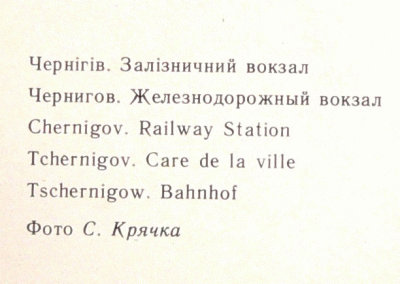 Чернігів. Залізничний вокзал
Чернигов. Железнодорожный вокзал
Chernigov. Railway Station
Tchernigov. Care de la ville
Tschernigow. Bahnhof
Фото С. Крячка